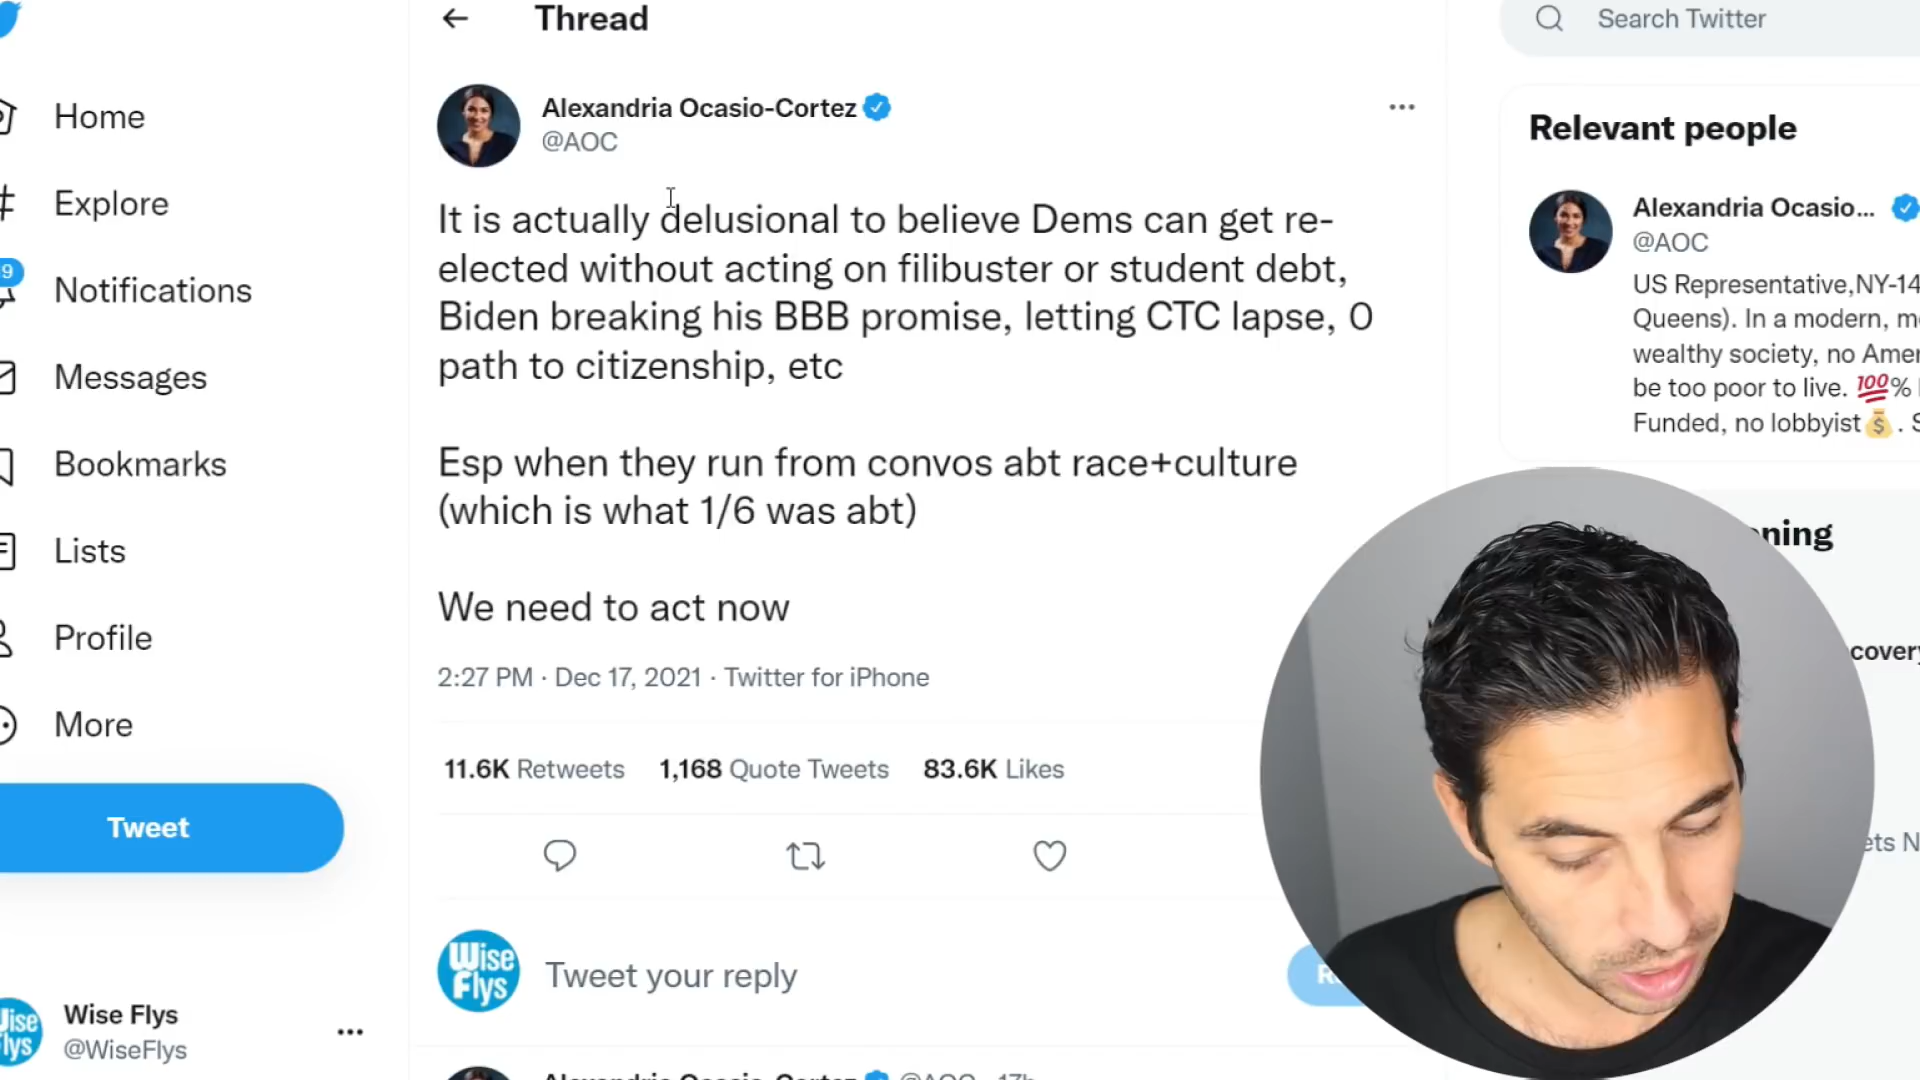 Thread
Search Twitter
Home
Explore
9
Notifications
Messages
Bookmarks
Lists
Profile
More
Tweet
Wise Flys
@WiseFlys
Alexandria Ocasio-Cortez
@AOC
It is actually delusional to believe Dems can get re-
elected without acting on filibuster or student debt,
Biden breaking his BBB promise, letting CTC lapse, 0
path to citizenship, etc
Esp when they run from convos abt race+culture
(which is what 1/6 was abt)
We need to act now
2:27 PM · Dec 17, 2021 · Twitter for iPhone
11.6K Retweets 1,168 Quote Tweets 83.6K Likes
Wise
Flys
Tweet your reply
Alexandria Ocasio-Cortez @AOC · 17h
Relevant people
Alexandria Ocasio...
@AOC
US Representative,NY-14
Queens). In a modern, m
wealthy society, no Amer
be too poor to live. 💯%
Funded, no lobbyist💰. S